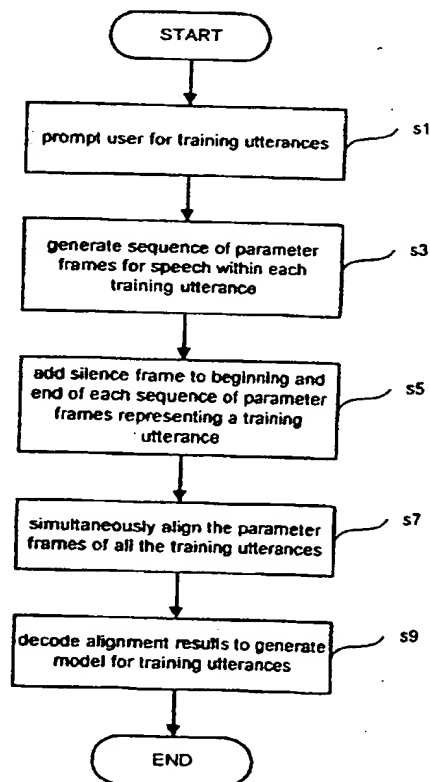 START
prompt user for training utterances
s1
generate sequence of parameter
frames for speech within each
training utterance
s3
add silence frame to beginning and
end of each sequence of parameter
frames representing a training
utterance
s5
simultaneously align the parameter
frames of all the training utterances
s7
decode alignment results to generate
model for training utterances
s9
END